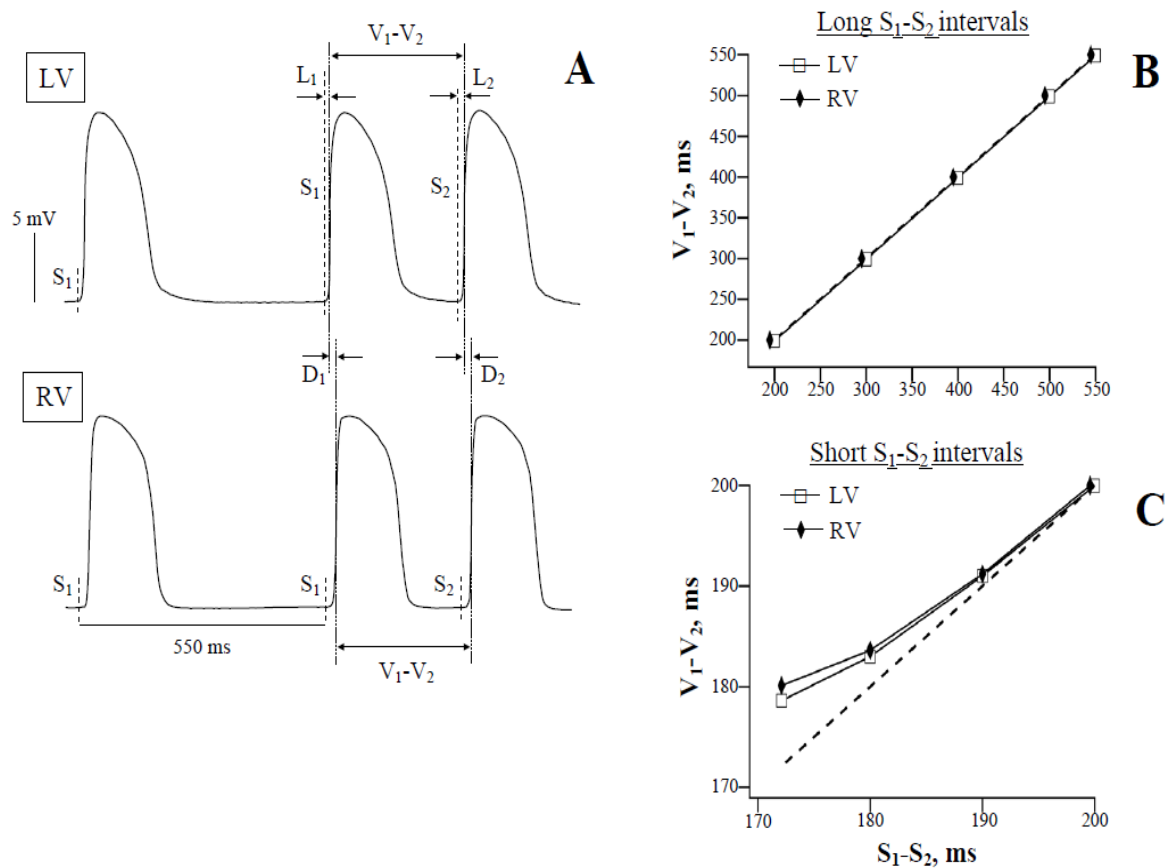 A
V₁-V₂
LV
L₁
L₂
S₁
S₂
5 mV
S₁
D₁
D₂
RV
S₁
S₁
S₂
550 ms
V₁-V₂
B
Long S₁-S₂ intervals
LV
RV
V₁-V₂, ms
550
500
450
400
350
300
250
200
200 250 300 350 400 450 500 550
C
Short S₁-S₂ intervals
LV
RV
V₁-V₂, ms
200
190
180
170
170 180 190 200
S₁-S₂, ms